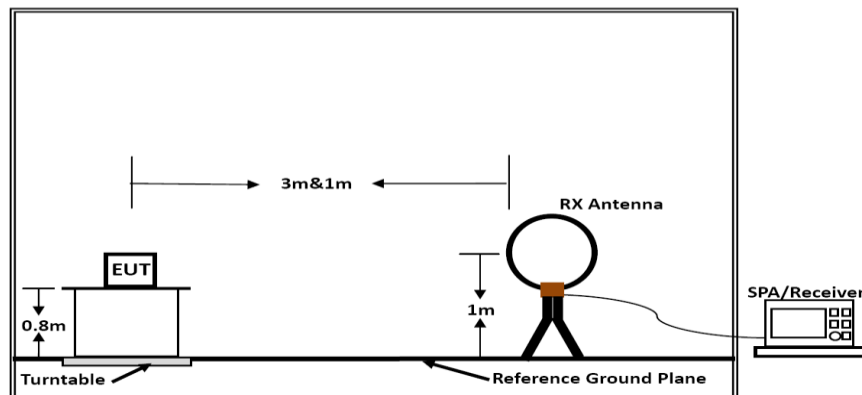 3m&1m
RX Antenna
EUT
SPA/Receiver
0.8m
1m
Turntable
Reference Ground Plane